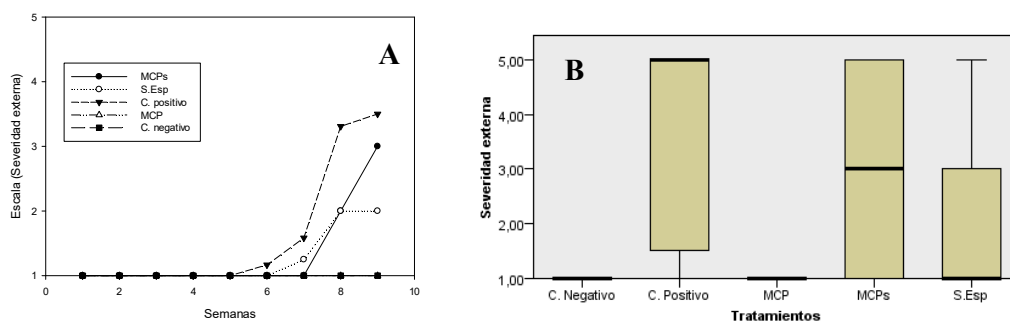 A
5
4
3
2
1
Escala (Severidad externa)
MCPs
S.Esp
C. positivo
MCP
C. negativo
0 2 4 6 8 10
Semanas
B
5,00
4,00
3,00
2,00
1,00
Severidad externa
C. Negativo C. Positivo MCP MCPs S.Esp
Tratamientos